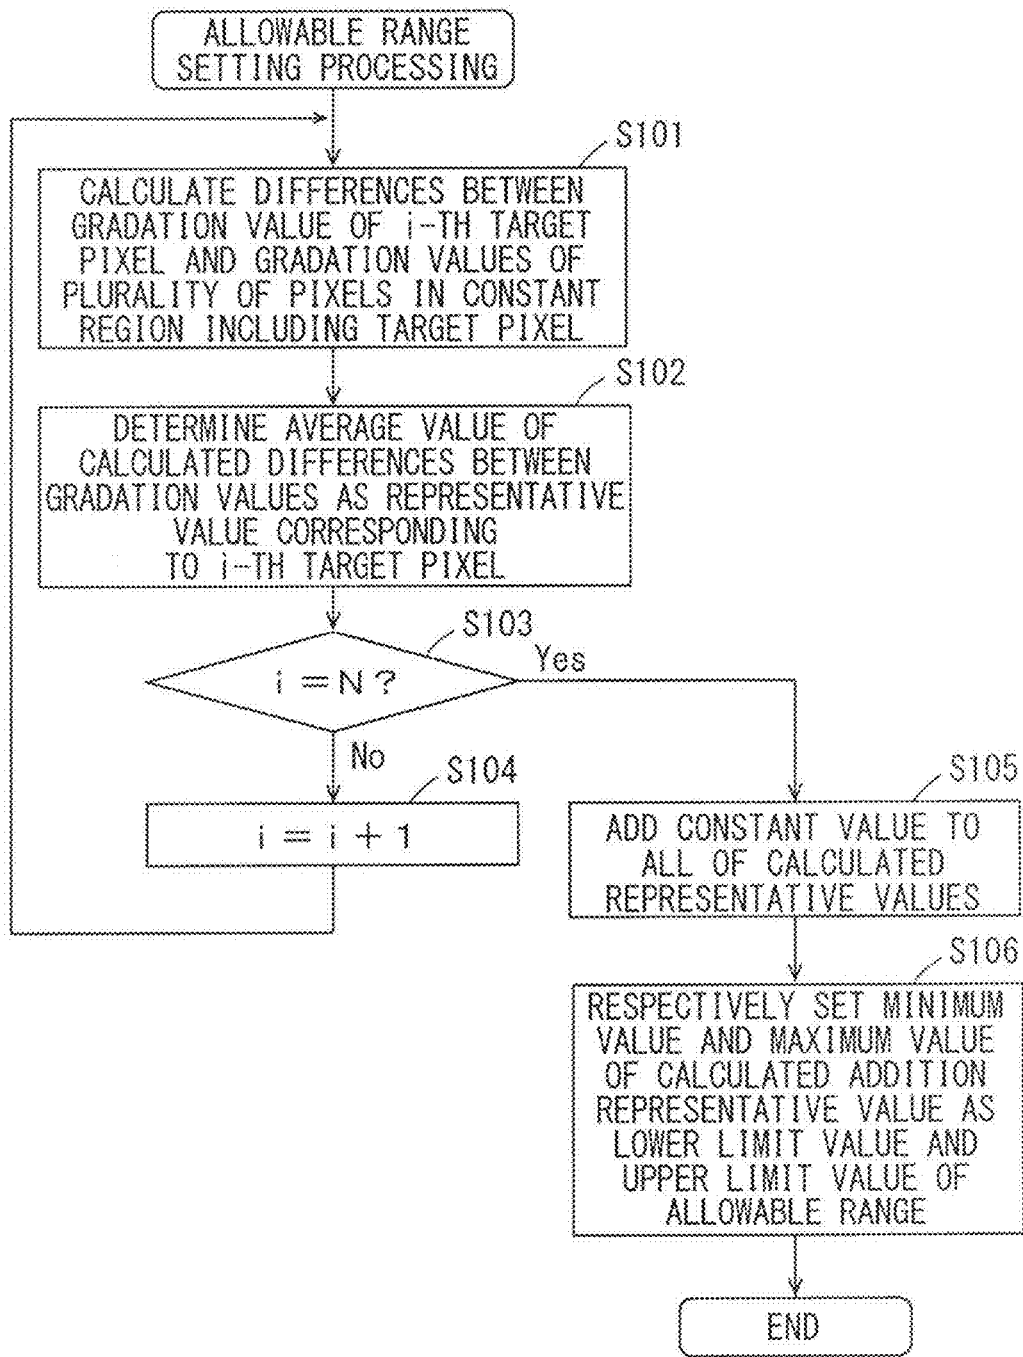 ALLOWABLE RANGE
SETTING PROCESSING
S101
CALCULATE DIFFERENCES BETWEEN
GRADATION VALUE OF i-TH TARGET
PIXEL AND GRADATION VALUES OF
PLURALITY OF PIXELS IN CONSTANT
REGION INCLUDING TARGET PIXEL
S102
DETERMINE AVERAGE VALUE OF
CALCULATED DIFFERENCES BETWEEN
GRADATION VALUES AS REPRESENTATIVE
VALUE CORRESPONDING
TO i-TH TARGET PIXEL
S103
i = N ?
Yes
No
S104
i = i + 1
S105
ADD CONSTANT VALUE TO
ALL OF CALCULATED
REPRESENTATIVE VALUES
S106
RESPECTIVELY SET MINIMUM
VALUE AND MAXIMUM VALUE
OF CALCULATED ADDITION
REPRESENTATIVE VALUE AS
LOWER LIMIT VALUE AND
UPPER LIMIT VALUE OF
ALLOWABLE RANGE
END